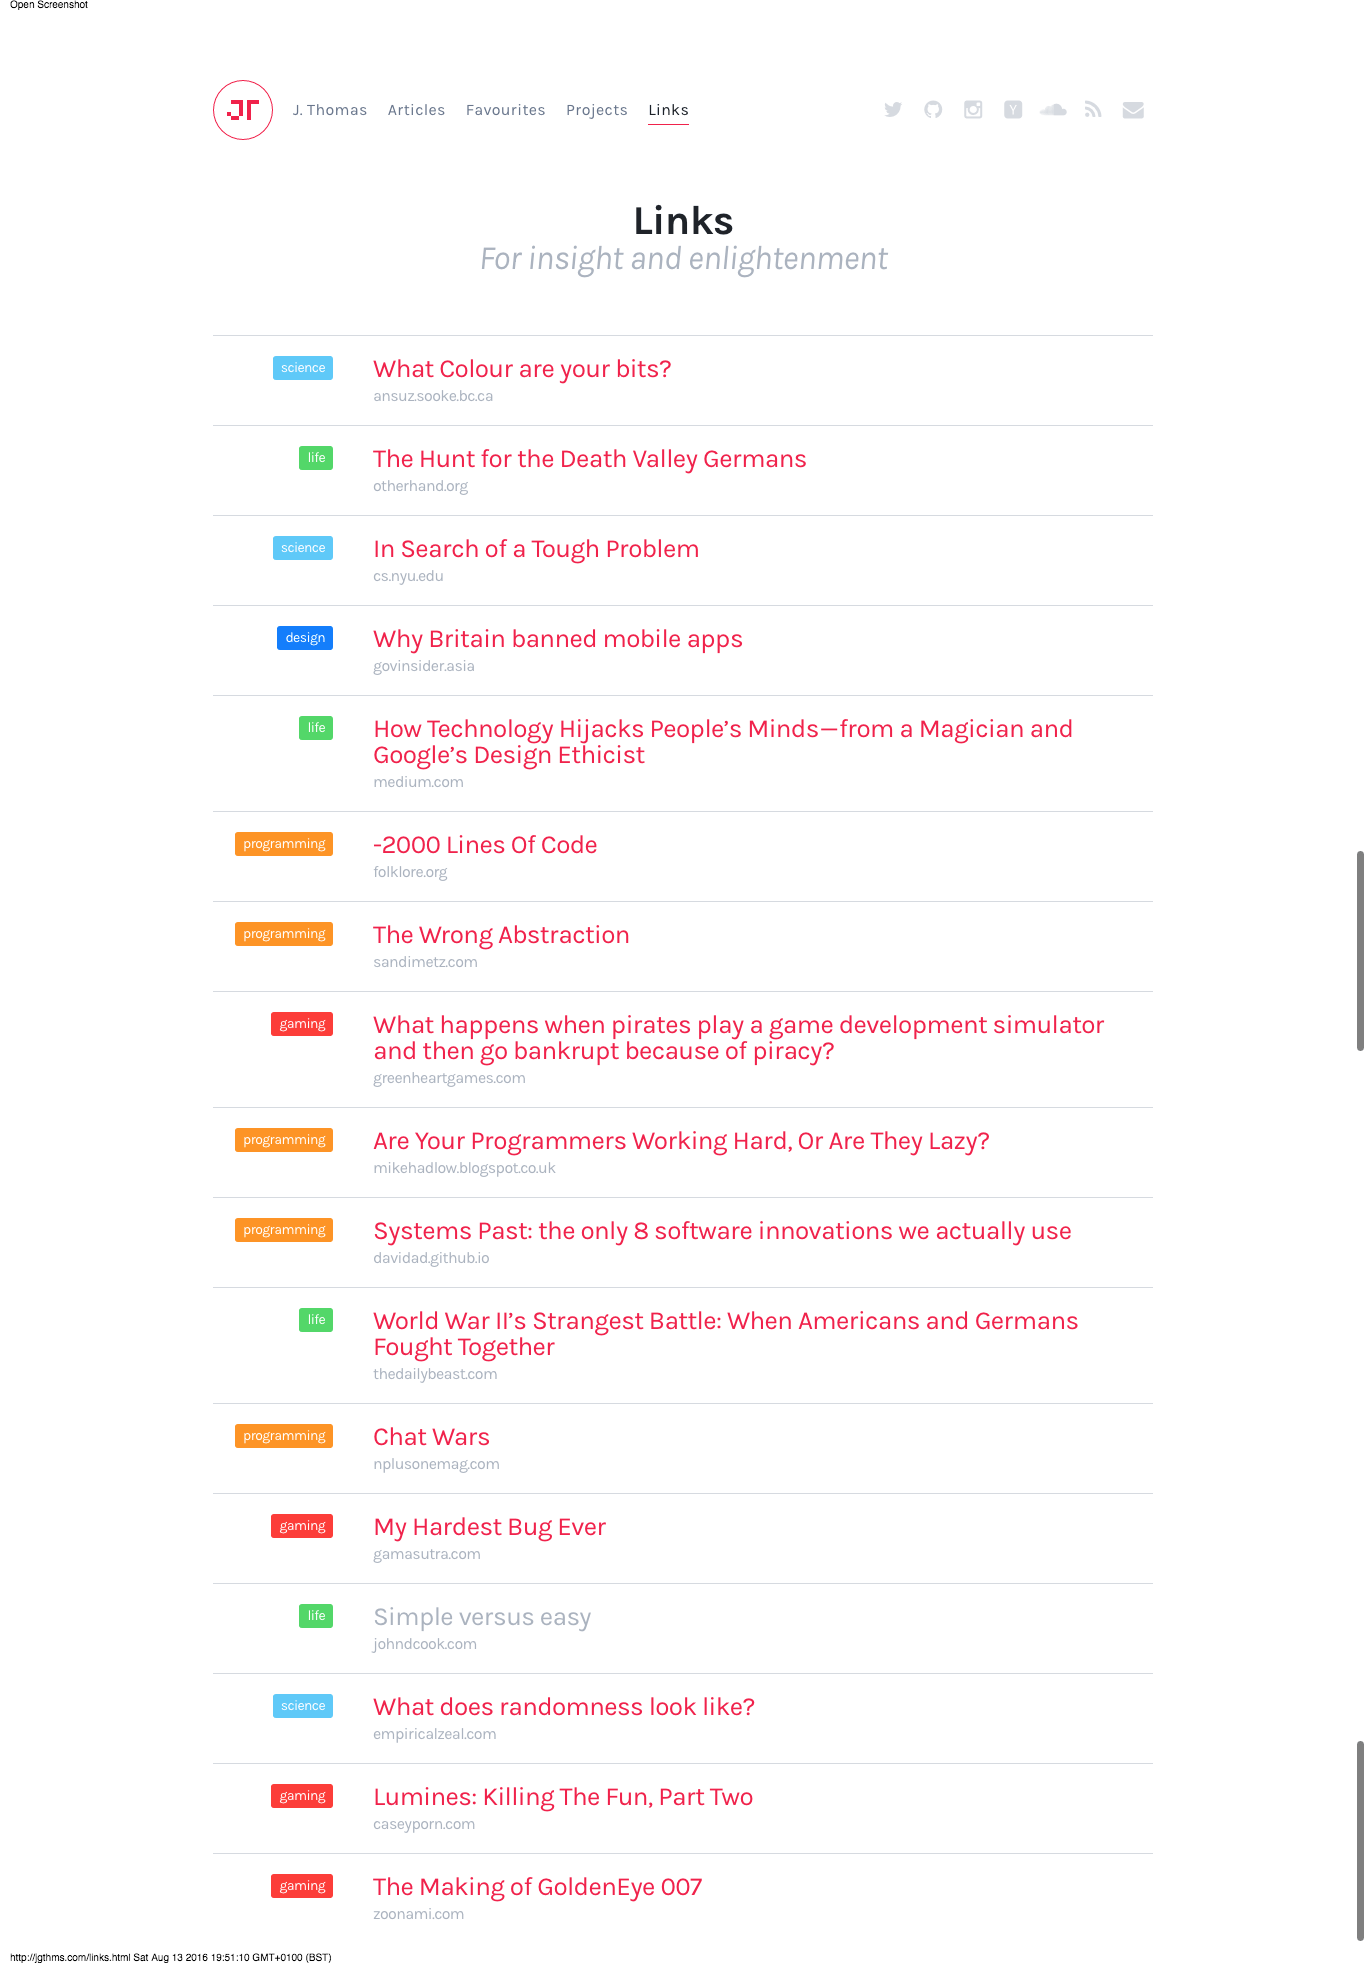 Open Screenshot
JT
J. Thomas Articles Favourites Projects Links
Y
Links
For insight and enlightenment
science
What Colour are your bits?
ansuz.sooke.bc.ca
life
The Hunt for the Death Valley Germans
otherhand.org
science
In Search of a Tough Problem
cs.nyu.edu
design
Why Britain banned mobile apps
govinsider.asia
life
How Technology Hijacks People’s Minds—from a Magician and
Google’s Design Ethicist
medium.com
programming
-2000 Lines Of Code
folklore.org
programming
The Wrong Abstraction
sandimetz.com
gaming
What happens when pirates play a game development simulator
and then go bankrupt because of piracy?
greenheartgames.com
programming
Are Your Programmers Working Hard, Or Are They Lazy?
mikehadlow.blogspot.co.uk
programming
Systems Past: the only 8 software innovations we actually use
davidad.github.io
life
World War II’s Strangest Battle: When Americans and Germans
Fought Together
thedailybeast.com
programming
Chat Wars
nplusonemag.com
gaming
My Hardest Bug Ever
gamasutra.com
life
Simple versus easy
johndcook.com
science
What does randomness look like?
empiricalzeal.com
gaming
Lumines: Killing The Fun, Part Two
caseyporn.com
gaming
The Making of GoldenEye 007
zoonami.com
http://jgthms.com/links.html Sat Aug 13 2016 19:51:10 GMT+0100 (BST)